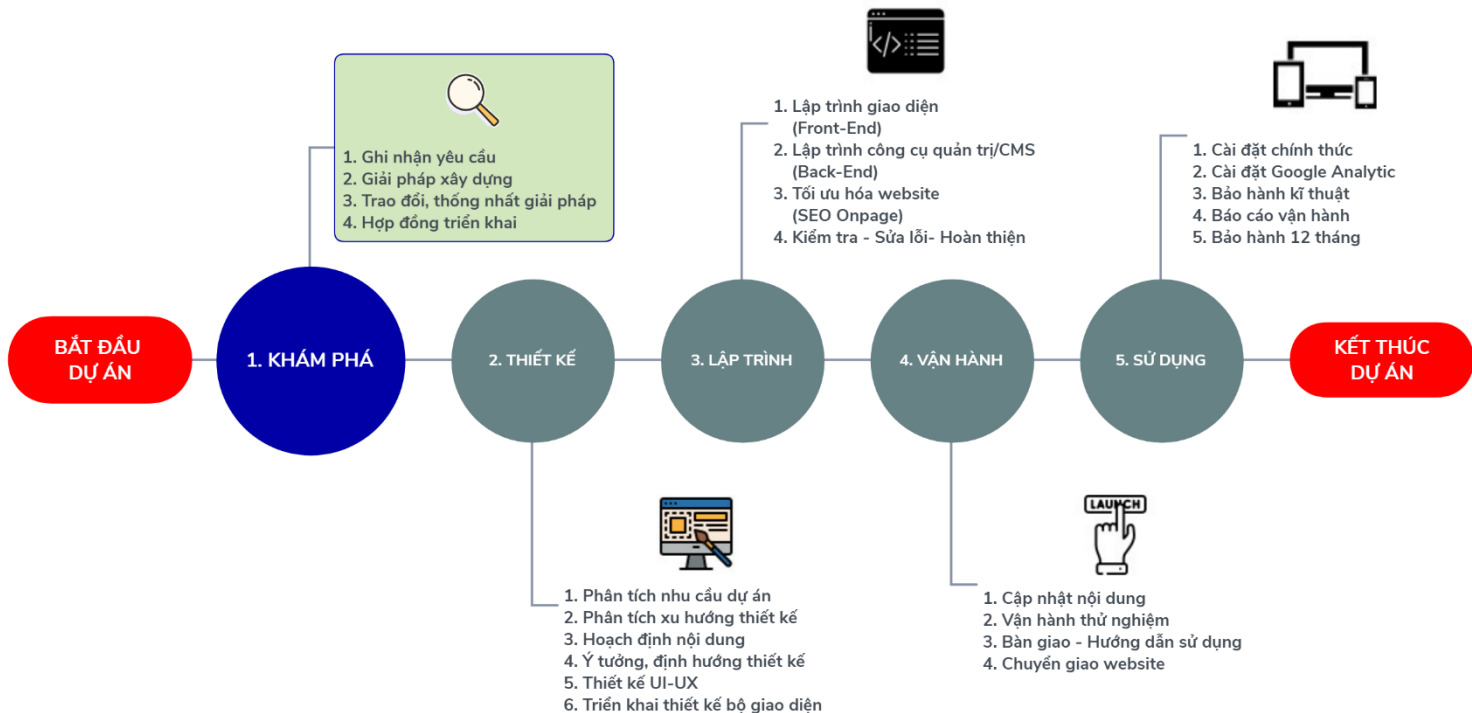 BẮT ĐẦU
DỰ ÁN
1. KHÁM PHÁ
1. Ghi nhận yêu cầu
2. Giải pháp xây dựng
3. Trao đổi, thống nhất giải pháp
4. Hợp đồng triển khai
2. THIẾT KẾ
1. Phân tích nhu cầu dự án
2. Phân tích xu hướng thiết kế
3. Hoạch định nội dung
4. Ý tưởng, định hướng thiết kế
5. Thiết kế UI-UX
6. Triển khai thiết kế bộ giao diện
3. LẬP TRÌNH
1. Lập trình giao diện
(Front-End)
2. Lập trình công cụ quản trị/CMS
(Back-End)
3. Tối ưu hóa website
(SEO Onpage)
4. Kiểm tra - Sửa lỗi- Hoàn thiện
4. VẬN HÀNH
LAUNCH
1. Cập nhật nội dung
2. Vận hành thử nghiệm
3. Bàn giao - Hướng dẫn sử dụng
4. Chuyển giao website
5. SỬ DỤNG
1. Cài đặt chính thức
2. Cài đặt Google Analytic
3. Bảo hành kĩ thuật
4. Báo cáo vận hành
5. Bảo hành 12 tháng
KẾT THÚC
DỰ ÁN